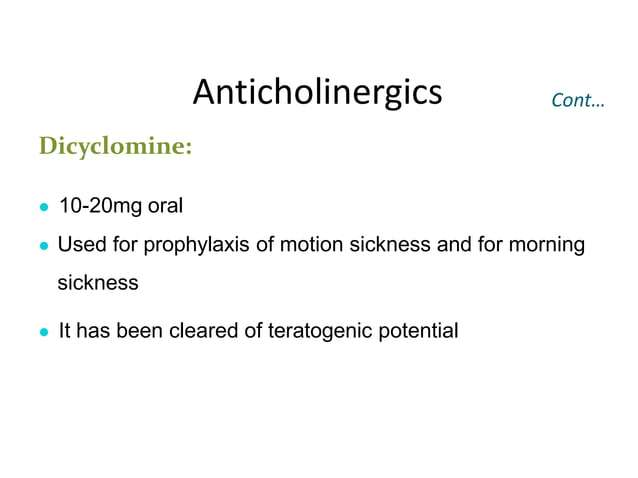 Anticholinergics
Cont…
Dicyclomine:
● 10-20mg oral
● Used for prophylaxis of motion sickness and for morning
sickness
● It has been cleared of teratogenic potential